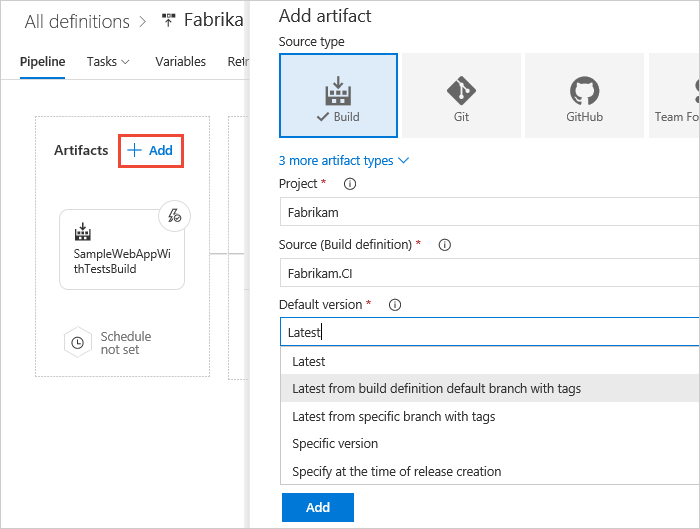 All definitions > Fabrika
Pipeline Tasks Variables Ret
Artifacts + Add
SampleWebAppWi
thTestsBuild
Schedule
not set
Add artifact
Source type
Build
Git
GitHub
Team Fo
3 more artifact types
Project *
Fabrikam
Source (Build definition) *
Fabrikam.CI
Default version *
Latest
Latest
Latest from build definition default branch with tags
Latest from specific branch with tags
Specific version
Specify at the time of release creation
Add